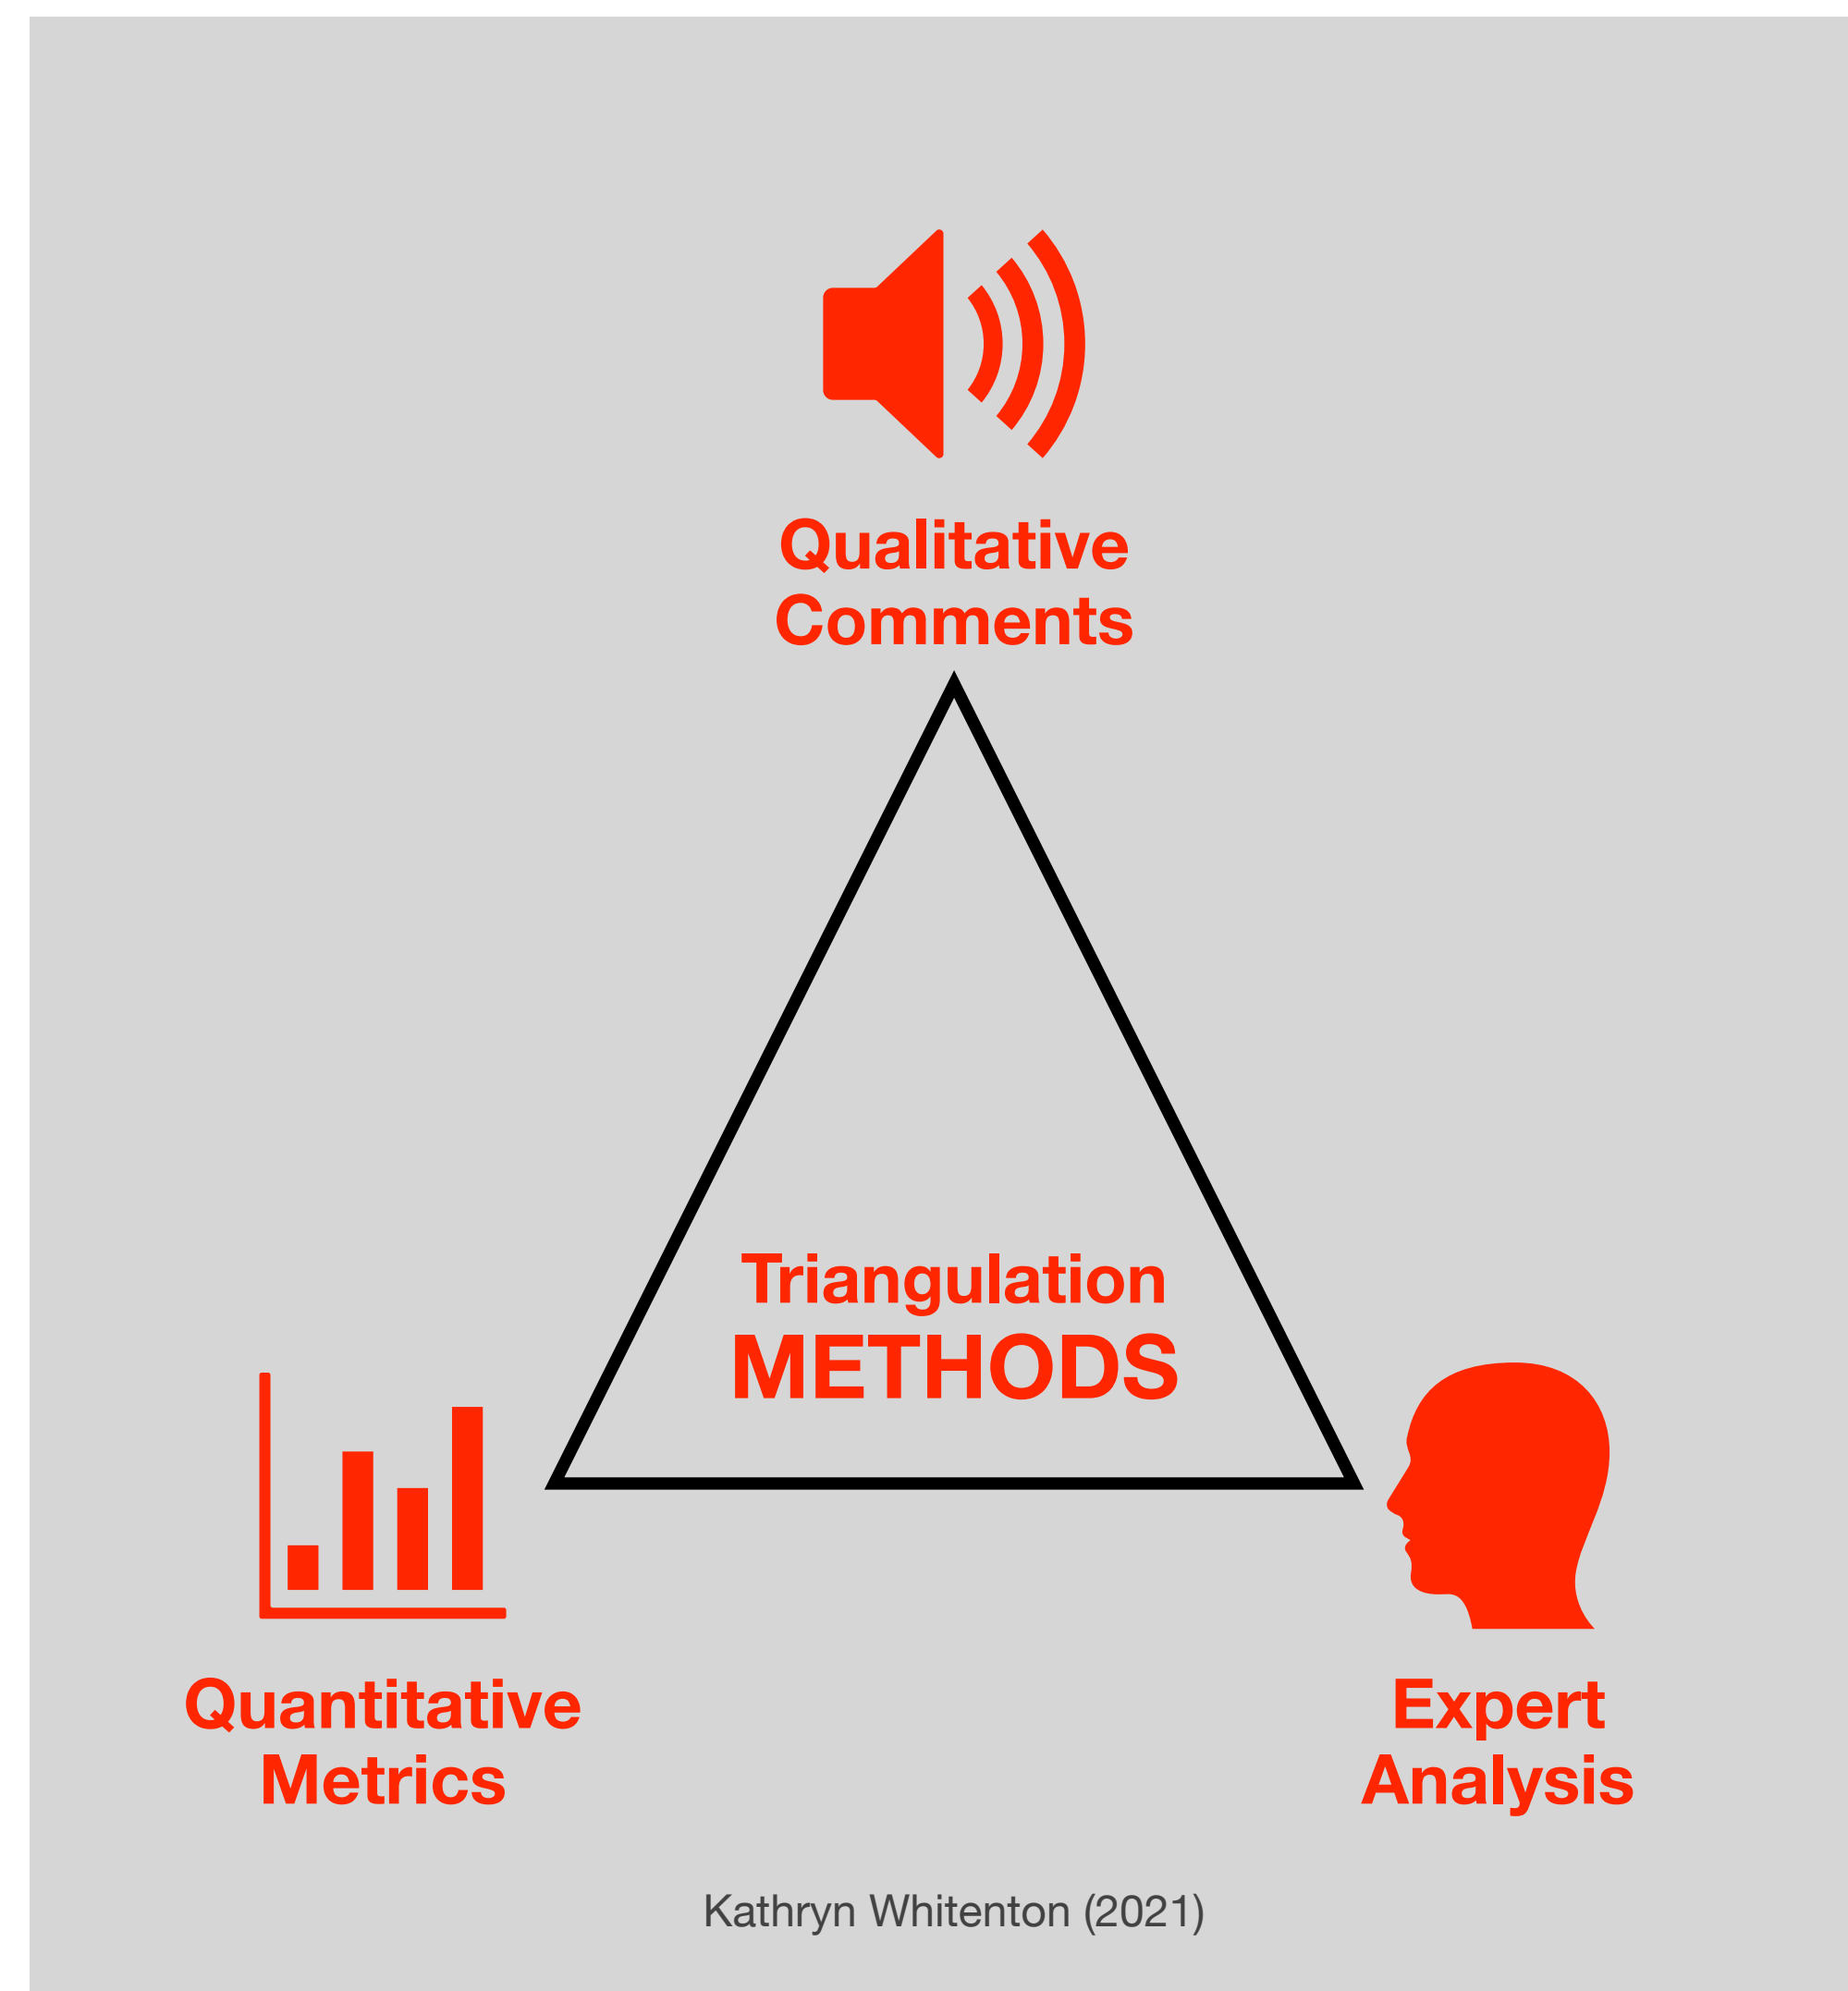 Qualitative
Comments
Triangulation
METHODS
Quantitative
Metrics
Expert
Analysis
Kathryn Whitenton (2021)